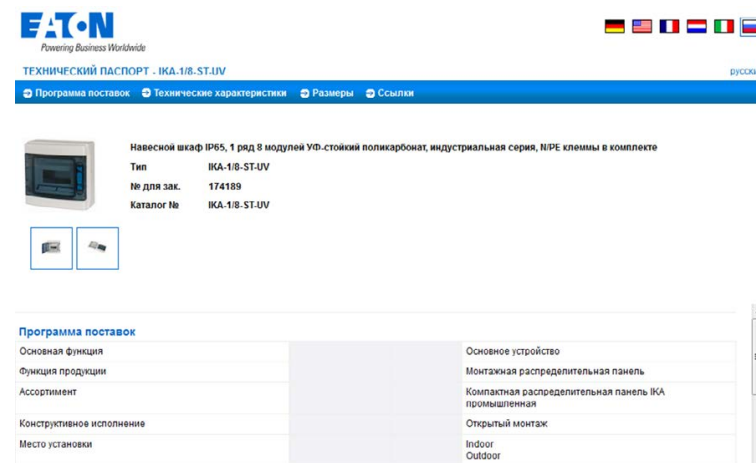 EATON
Powering Business Worldwide
ТЕХНИЧЕСКИЙ ПАСПОРТ - IKA-1/8-ST-UV
Программа поставок Технические характеристики Размеры Ссылки
Навесной шкаф IP65, 1 ряд 8 модулей УФ-стойкий поликарбонат, индустриальная серия, N/PE клеммы в комплекте
Тип IKA-1/8-ST-UV
№ для зак. 174189
Каталог № IKA-1/8-ST-UV
Программа поставок
Основная функция Основное устройство
Функция продукции Монтажная распределительная панель
Ассортимент Компактная распределительная панель IKA
промышленная
Конструктивное исполнение Открытый монтаж
Место установки Indoor
Outdoor